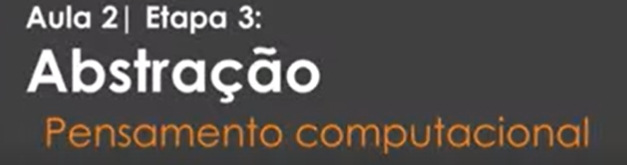 Aula 2| Etapa 3:
Abstração
Pensamento computacional